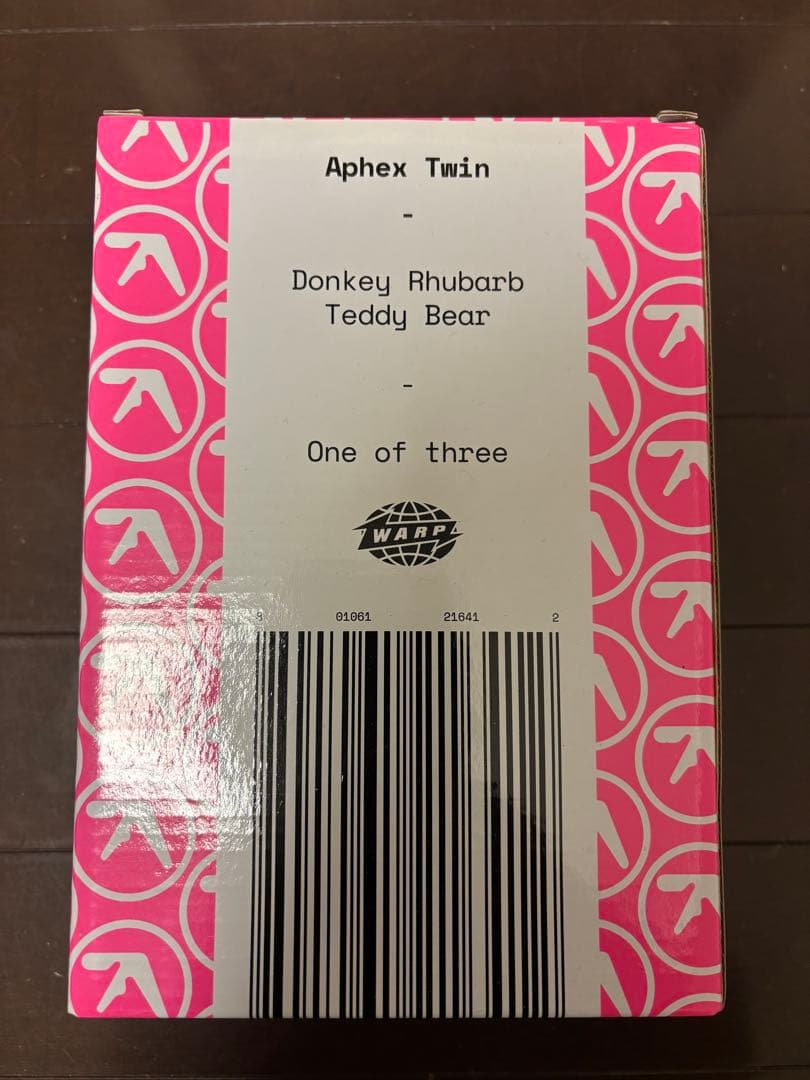 Aphex Twin
-
Donkey Rhubarb
Teddy Bear
-
One of three
WARP
01061 21641 2